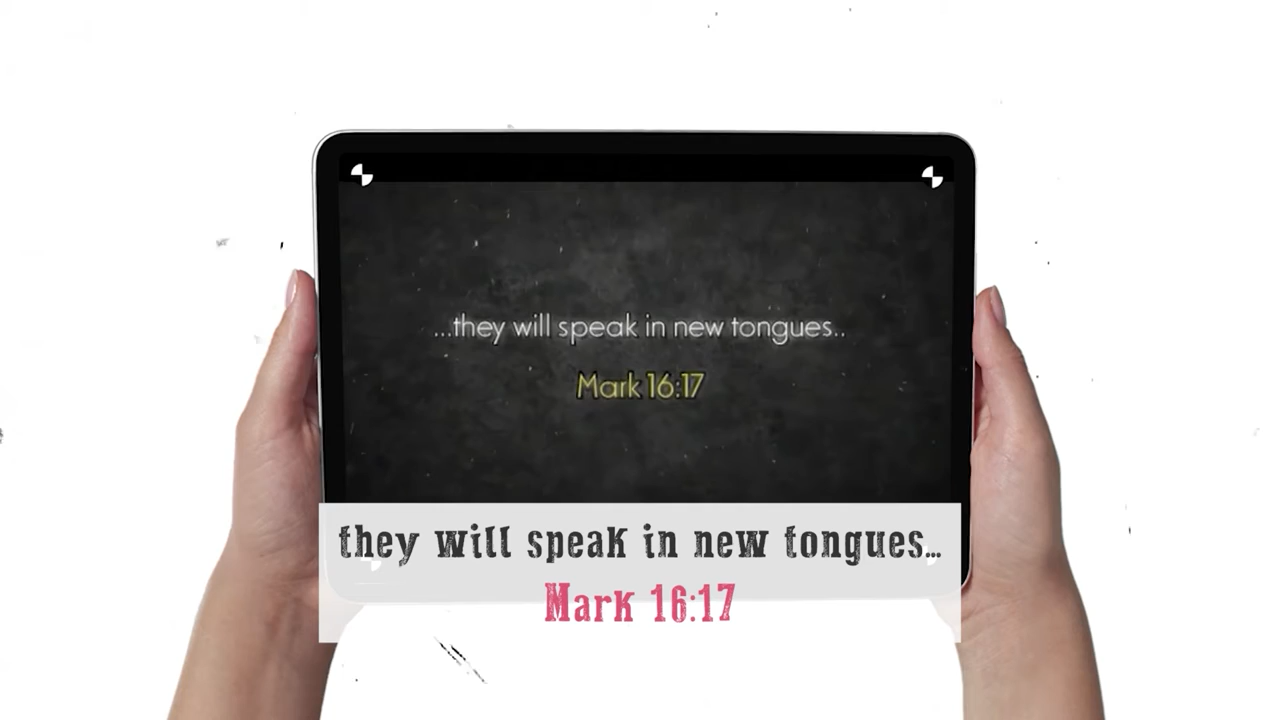 ...they will speak in new tongues..
Mark 16:17
they will speak in new tongues...
Mark 16:17